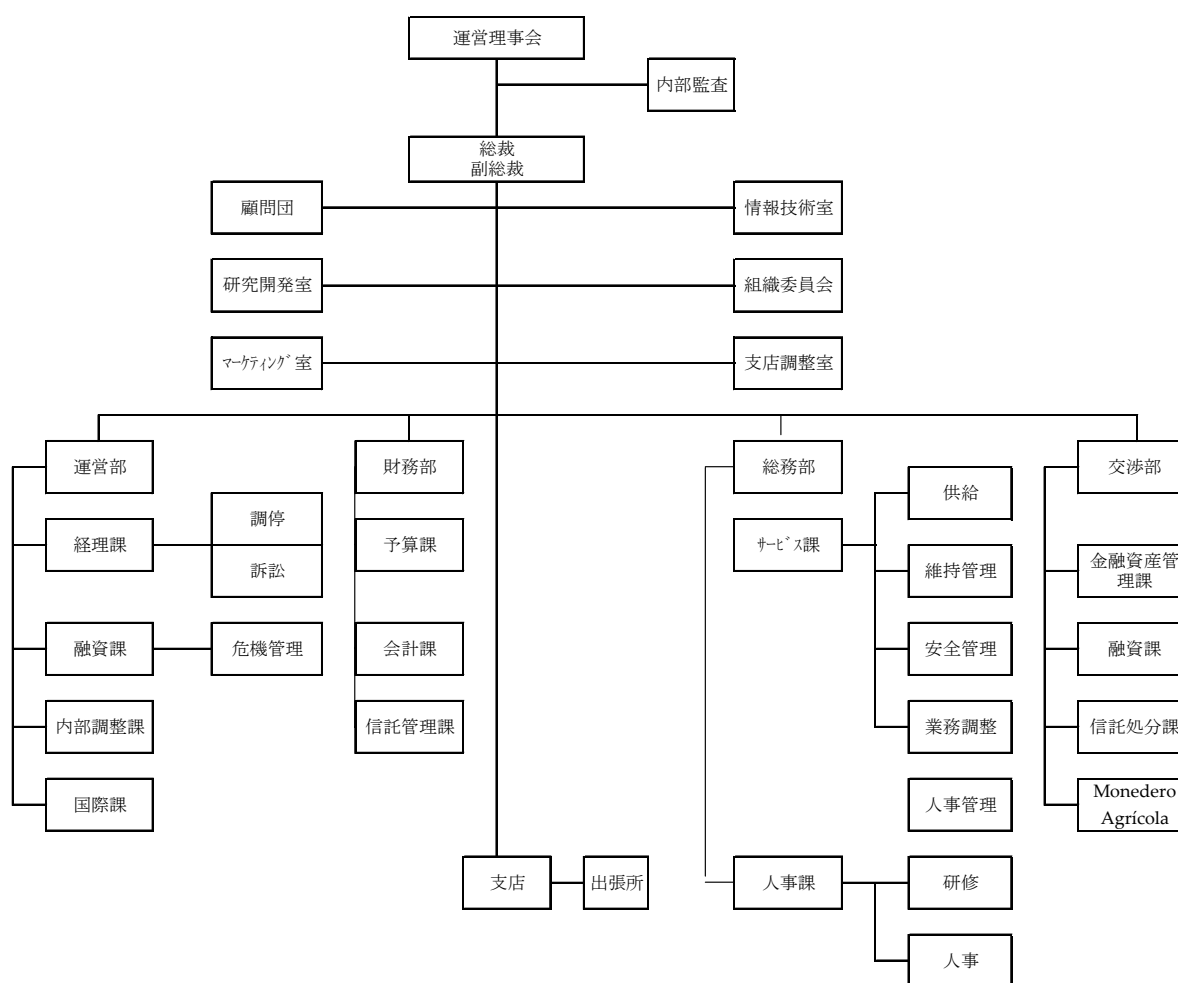 運営理事会
内部監査
総裁
副総裁
顧問団
情報技術室
研究開発室
組織委員会
マーケティング室
支店調整室
運営部
財務部
総務部
交渉部
供給
調停
経理課
予算課
サービス課
訴訟
維持管理
金融資産管
理課
融資課
危機管理
会計課
安全管理
融資課
内部調整課
信託管理課
業務調整
信託処分課
国際課
人事管理
Monedero
Agrícola
支店
出張所
人事課
研修
人事